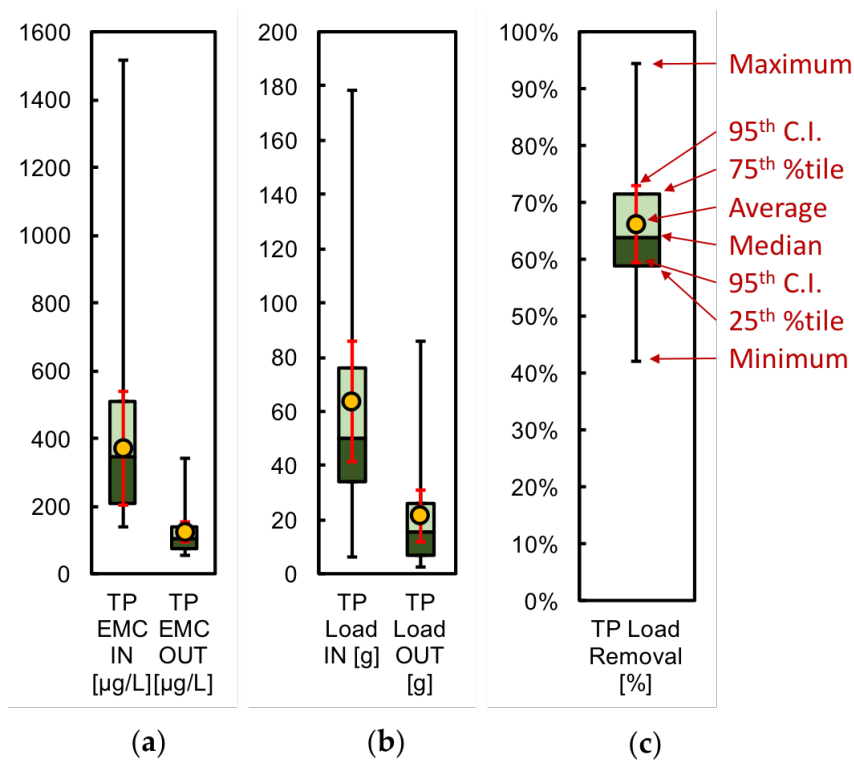 1600
1400
1200
1000
800
600
400
200
0
TP
EMC
IN
[µg/L]
TP
EMC
OUT
[µg/L]
(a)
200
180
160
140
120
100
80
60
40
20
0
TP
Load
IN [g]
TP
Load
OUT
[g]
(b)
100%
90%
80%
70%
60%
50%
40%
30%
20%
10%
0%
TP Load
Removal
[%]
(c)
Maximum
95th C.I.
75th %tile
Average
Median
95th C.I.
25th %tile
Minimum